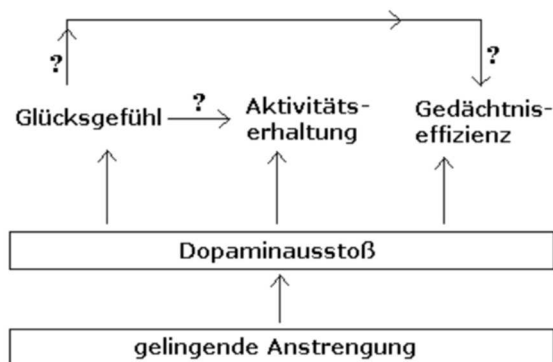 ?
?
?
Glücksgefühl
Aktivitäts-
erhaltung
Gedächtnis-
effizienz
Dopaminausstoß
gelingende Anstrengung